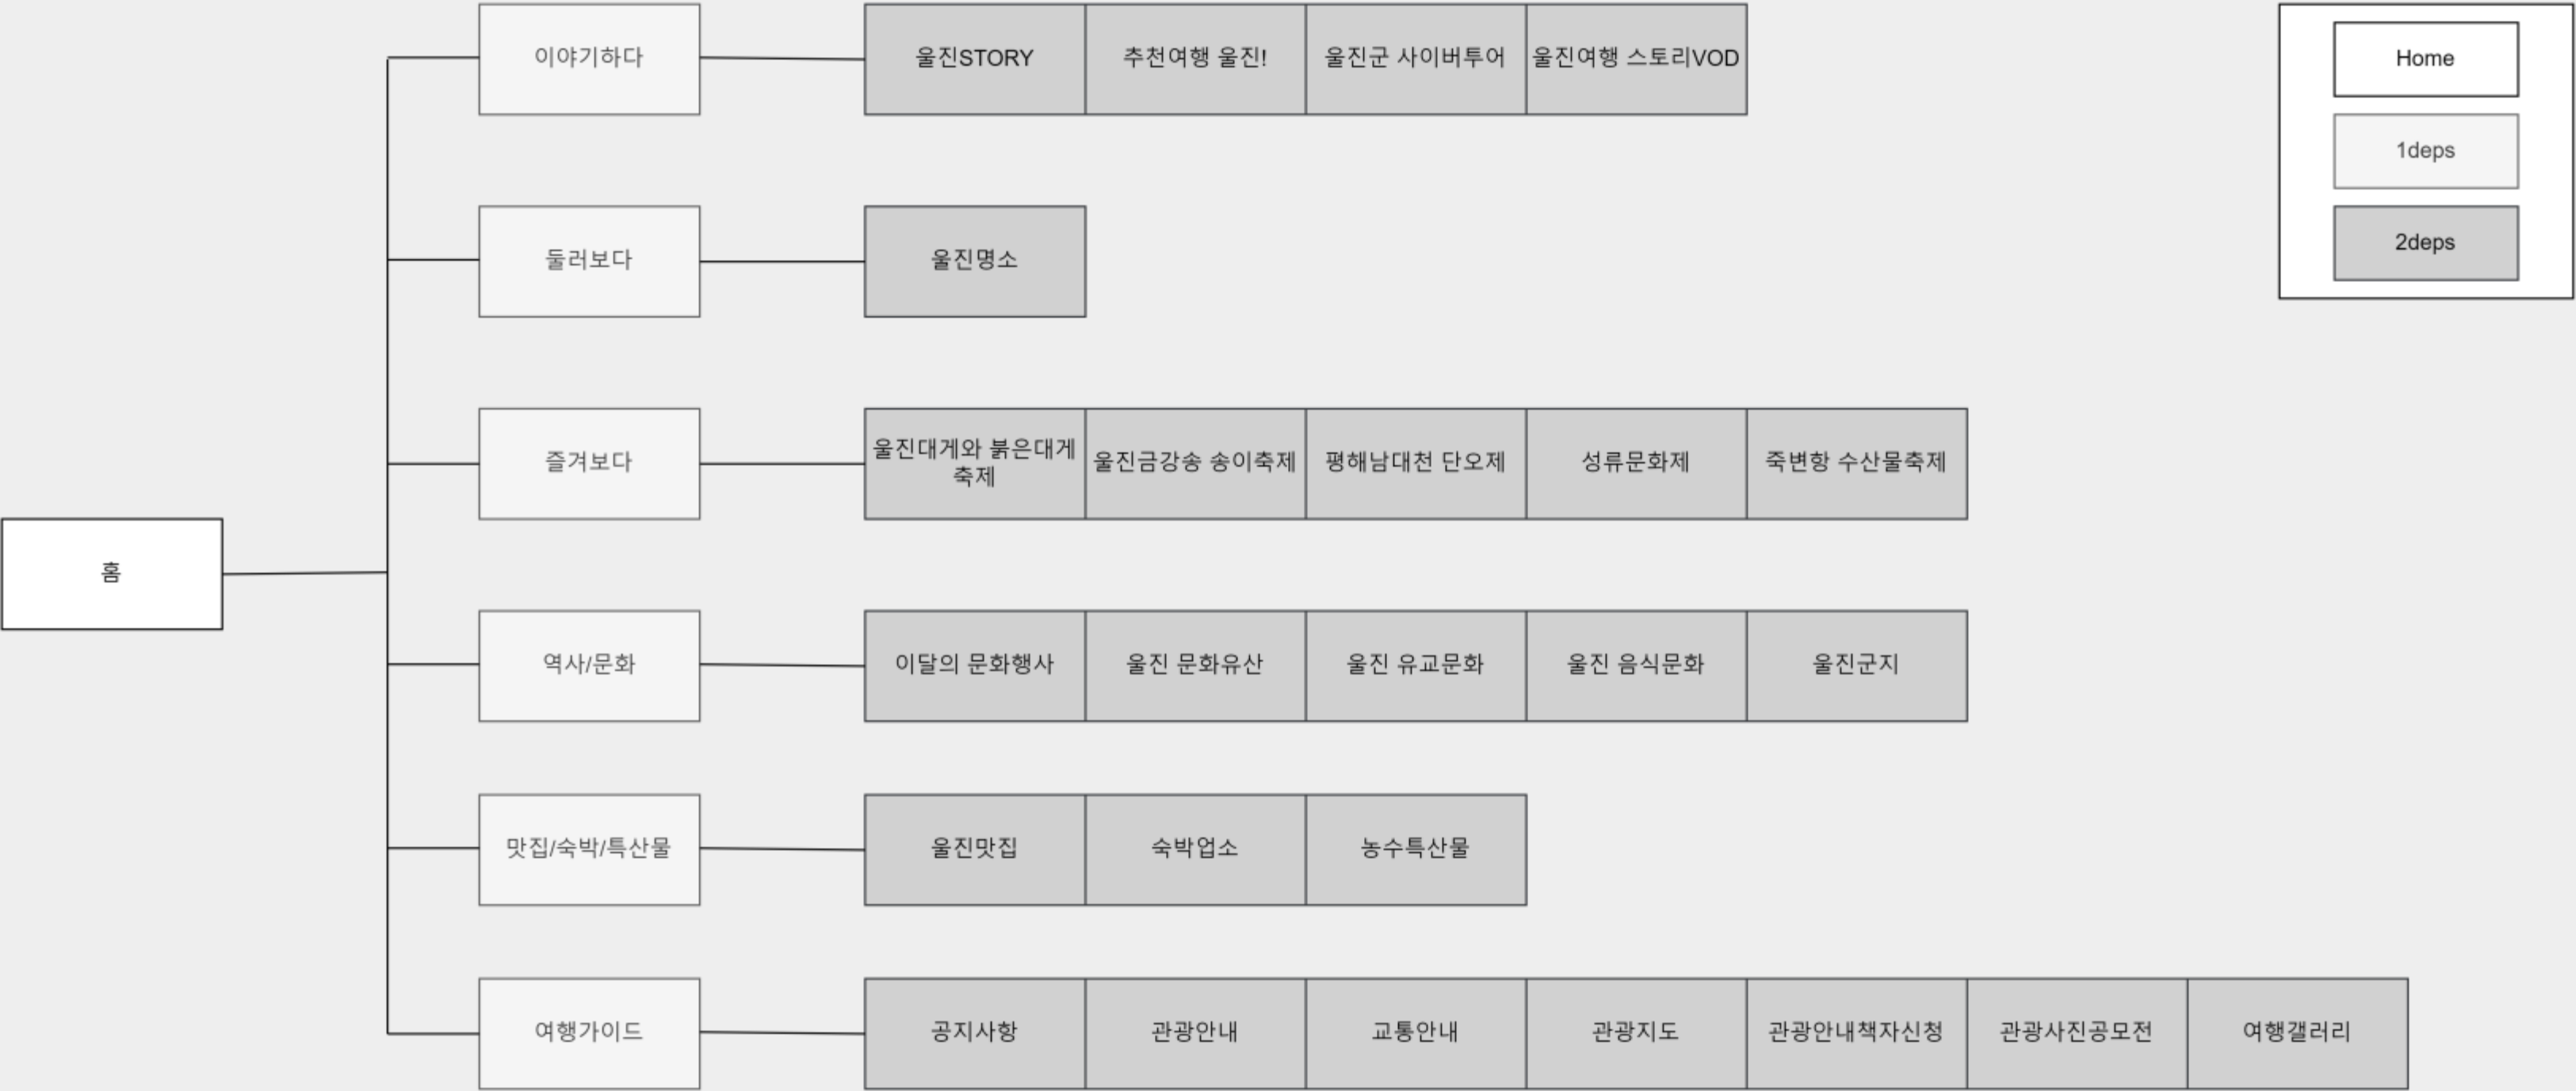 이야기하다
울진STORY
추천여행 울진!
울진군 사이버투어
울진여행 스토리VOD
Home
1deps
2deps
둘러보다
울진명소
즐겨보다
울진대게와 붉은대게
축제
울진금강송 송이축제
평해남대천 단오제
성류문화제
죽변항 수산물축제
홈
역사/문화
이달의 문화행사
울진 문화유산
울진 유교문화
울진 음식문화
울진군지
맛집/숙박/특산물
울진맛집
숙박업소
농수특산물
여행가이드
공지사항
관광안내
교통안내
관광지도
관광안내책자신청
관광사진공모전
여행갤러리